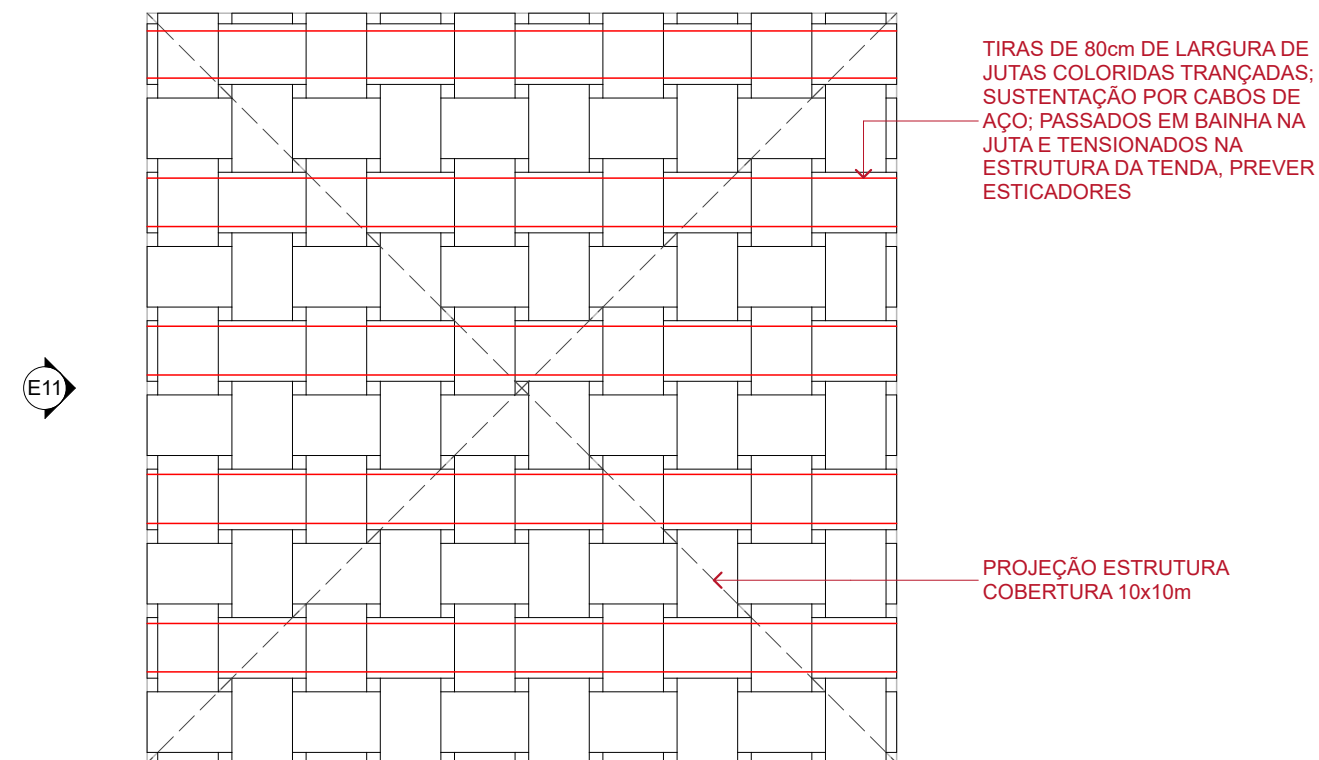 TIRAS DE 80cm DE LARGURA DE
JUTAS COLORIDAS TRANÇADAS;
SUSTENTAÇÃO POR CABOS DE
AÇO; PASSADOS EM BAINHA NA
JUTA E TENSIONADOS NA
ESTRUTURA DA TENDA, PREVER
ESTICADORES
E11
PROJEÇÃO ESTRUTURA
COBERTURA 10x10m